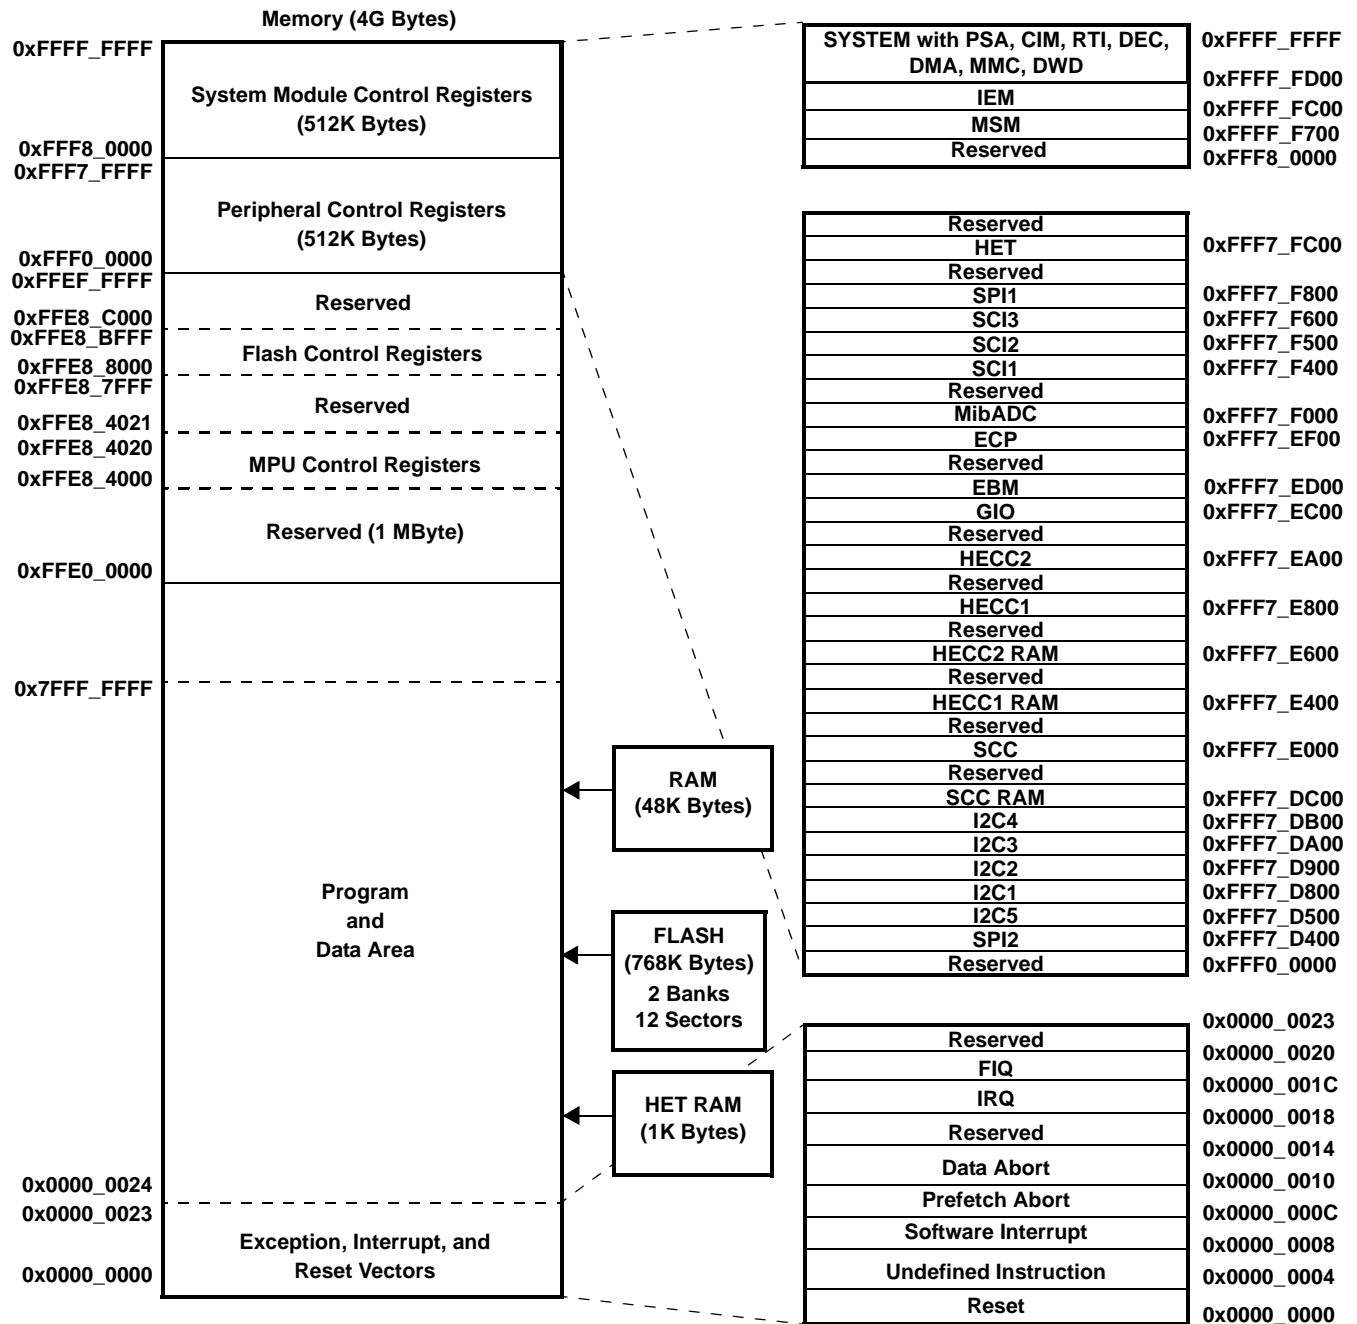 Memory (4G Bytes)
0xFFFF_FFFF
System Module Control Registers
(512K Bytes)
0xFFF8_0000
0xFFF7_FFFF
Peripheral Control Registers
(512K Bytes)
0xFFF0_0000
0xFFEF_FFFF
Reserved
0xFFE8_C000
0xFFE8_BFFF
Flash Control Registers
0xFFE8_8000
0xFFE8_7FFF
Reserved
0xFFE8_4021
0xFFE8_4020
MPU Control Registers
0xFFE8_4000
Reserved (1 MByte)
0xFFE0_0000
0x7FFF_FFFF
Program
and
Data Area
0x0000_0024
0x0000_0023
Exception, Interrupt, and
Reset Vectors
0x0000_0000
RAM
(48K Bytes)
FLASH
(768K Bytes)
2 Banks
12 Sectors
HET RAM
(1K Bytes)
SYSTEM with PSA, CIM, RTI, DEC,
DMA, MMC, DWD
0xFFFF_FFFF
0xFFFF_FD00
IEM
0xFFFF_FC00
MSM
0xFFFF_F700
Reserved
0xFFF8_0000
Reserved
HET 0xFFF7_FC00
Reserved
SPI1 0xFFF7_F800
SCI3 0xFFF7_F600
SCI2 0xFFF7_F500
SCI1 0xFFF7_F400
Reserved
MibADC 0xFFF7_F000
ECP 0xFFF7_EF00
Reserved
EBM 0xFFF7_ED00
GIO 0xFFF7_EC00
Reserved
HECC2 0xFFF7_EA00
Reserved
HECC1 0xFFF7_E800
Reserved
HECC2 RAM 0xFFF7_E600
Reserved
HECC1 RAM 0xFFF7_E400
Reserved
SCC 0xFFF7_E000
Reserved
SCC RAM 0xFFF7_DC00
I2C4 0xFFF7_DB00
I2C3 0xFFF7_DA00
I2C2 0xFFF7_D900
I2C1 0xFFF7_D800
I2C5 0xFFF7_D500
SPI2 0xFFF7_D400
Reserved 0xFFF0_0000
0x0000_0023
Reserved
0x0000_0020
FIQ
0x0000_001C
IRQ
0x0000_0018
Reserved
0x0000_0014
Data Abort
0x0000_0010
Prefetch Abort
0x0000_000C
Software Interrupt
0x0000_0008
Undefined Instruction
0x0000_0004
Reset
0x0000_0000